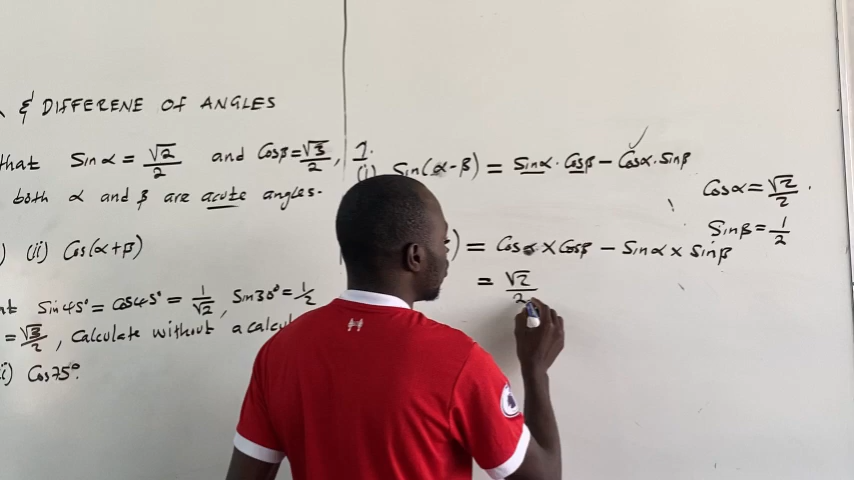 & DIFFERENE OF ANGLES
that Sinα = √2/2 and Cosβ = √3/2,
both α and β are acute angles.
(ii) Cos(α+β)
Sin45° = Cos45° = 1/√2, Sin30° = 1/2
= √3/2, Calculate without a
Cos75°.
1.
(i) Sin(α-β) = Sinα · Cosβ - Cosα · Sinβ
= Cosα × Cosβ - Sinα × Sinβ
= √2/2
Cosα = √2/2 .
Sinβ = 1/2